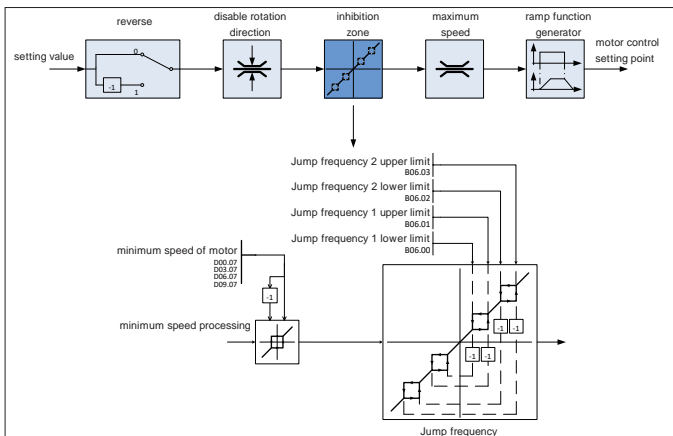 reverse
disable rotation
direction
inhibition
zone
maximum
speed
ramp function
generator
motor control
setting point
setting value
0
-1
1
Jump frequency 2 upper limit
B06.03
Jump frequency 2 lower limit
B06.02
Jump frequency 1 upper limit
B06.01
Jump frequency 1 lower limit
B06.00
minimum speed of motor
D00.07
D03.07
D06.07
D09.07
-1
minimum speed processing
-1 -1
-1 -1
Jump frequency